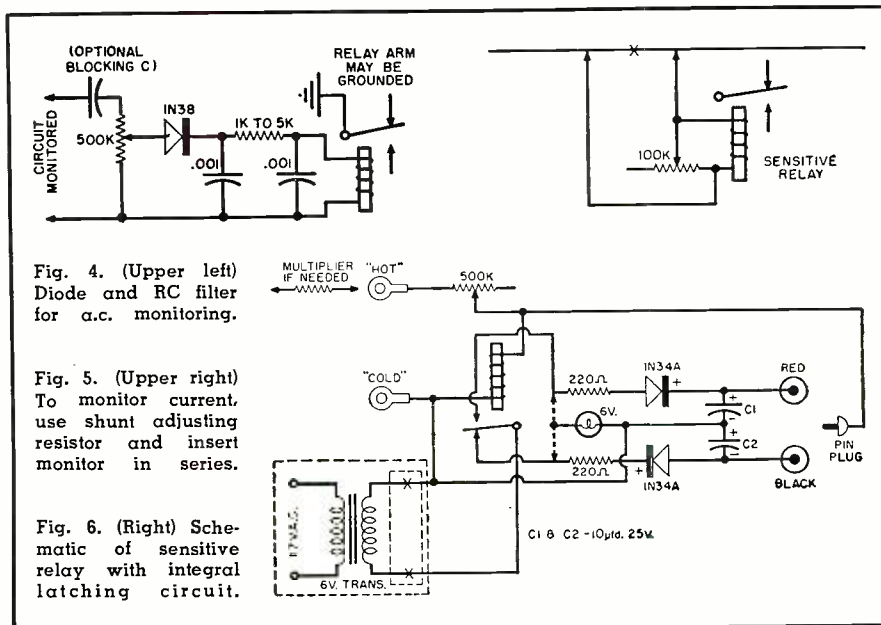 (OPTIONAL
BLOCKING C)
1N38
1K TO 5K
RELAY ARM
MAY BE
GROUNDED
CIRCUIT
MONITORED
500K
.001
.001
X
100K
SENSITIVE
RELAY
Fig. 4. (Upper left)
Diode and RC filter
for a.c. monitoring.
Fig. 5. (Upper right)
To monitor current,
use shunt adjusting
resistor and insert
monitor in series.
Fig. 6. (Right) Sche-
matic of sensitive
relay with integral
latching circuit.
MULTIPLIER
IF NEEDED
"HOT"
500K
"COLD"
220Ω
1N34A
+
RED
6V.
+
C1
-
+
C2
-
220Ω
+
1N34A
BLACK
PIN
PLUG
117 V.A.C.
X
X
6V. TRANS.
C1 & C2 -10µfd. 25V.